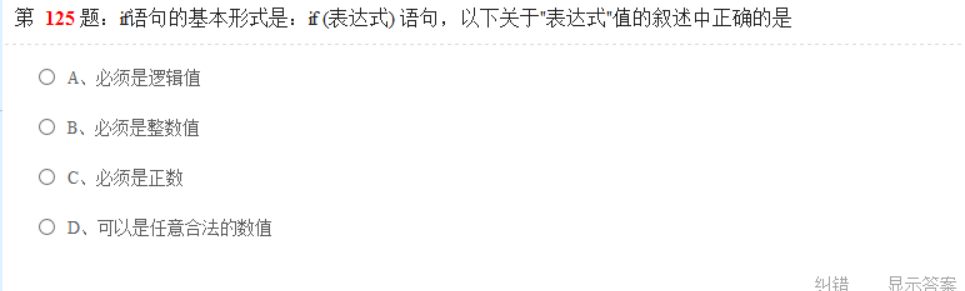 第 125 题：if语句的基本形式是：if (表达式) 语句，以下关于"表达式"值的叙述中正确的是
A、必须是逻辑值
B、必须是整数值
C、必须是正数
D、可以是任意合法的数值
纠错 显示答案